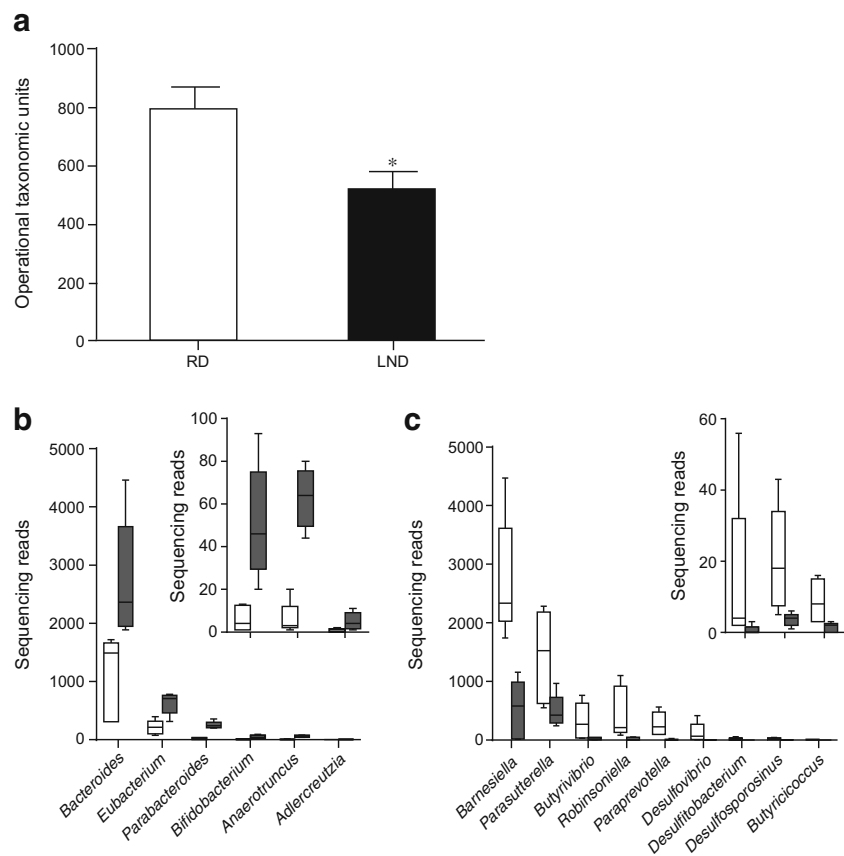 a
Operational taxonomic units
1000
800
600
400
200
0
*
RD
LND
b
Sequencing reads
5000
4000
3000
2000
1000
0
Sequencing reads
100
80
60
40
20
0
Bacteroides
Eubacterium
Parabacteroides
Bifidobacterium
Anaerotruncus
Adlercreutzia
c
Sequencing reads
5000
4000
3000
2000
1000
0
Sequencing reads
60
40
20
0
Barnesiella
Parasutterella
Butyrivibrio
Robinsoniella
Paraprevotella
Desulfovibrio
Desulfitobacterium
Desulfosporosinus
Butyricicoccus